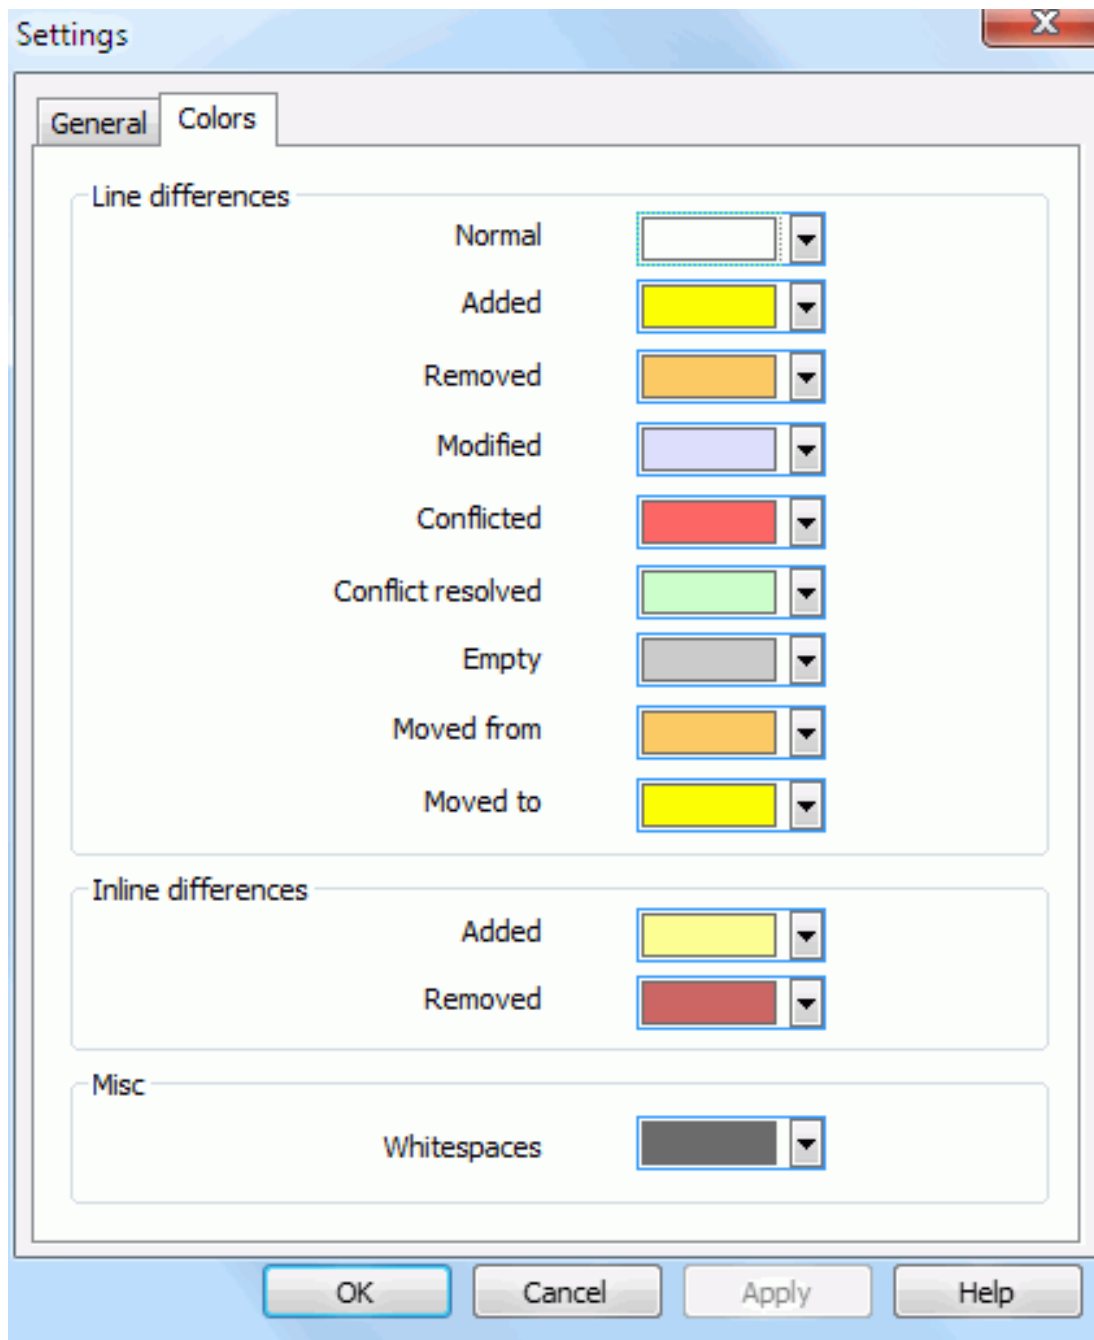 Settings
General
Colors
Line differences
Normal
Added
Removed
Modified
Conflicted
Conflict resolved
Empty
Moved from
Moved to
Inline differences
Added
Removed
Misc
Whitespaces
OK
Cancel
Apply
Help